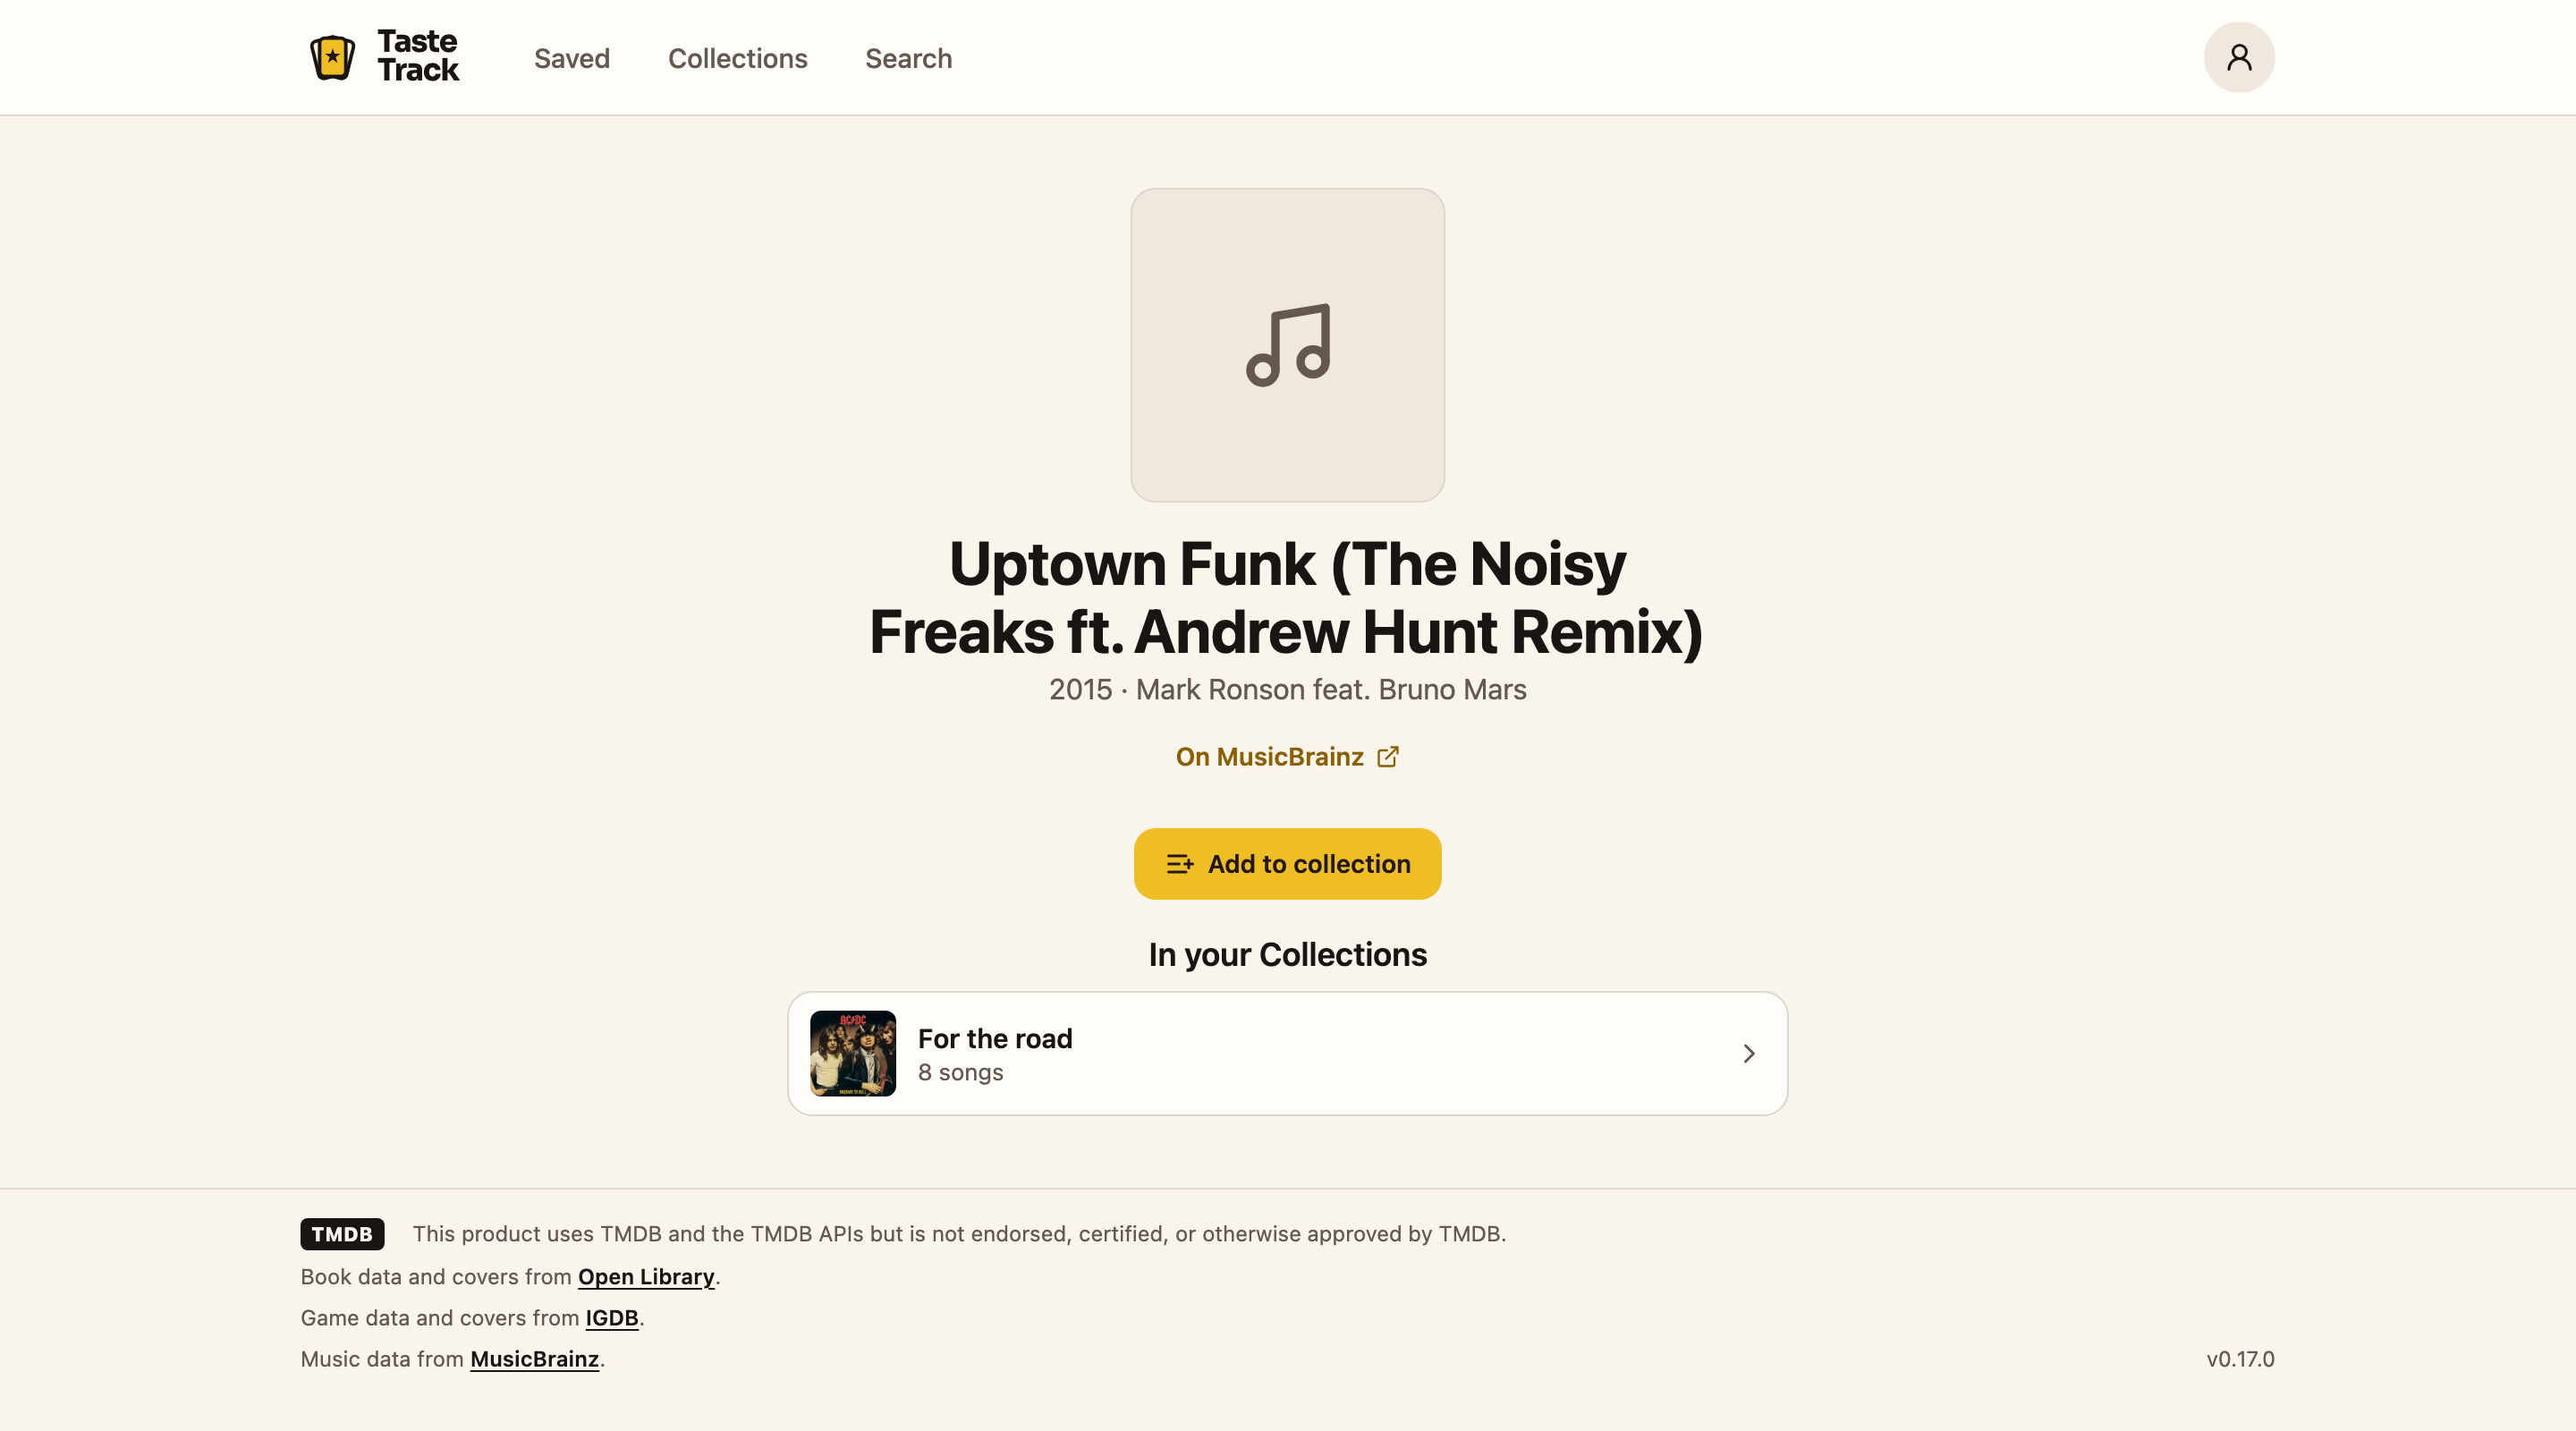 Taste
Track
Saved
Collections
Search
Uptown Funk (The Noisy
Freaks ft. Andrew Hunt Remix)
2015 · Mark Ronson feat. Bruno Mars
On MusicBrainz
Add to collection
In your Collections
AC/DC
For the road
8 songs
TMDB This product uses TMDB and the TMDB APIs but is not endorsed, certified, or otherwise approved by TMDB.
Book data and covers from Open Library.
Game data and covers from IGDB.
Music data from MusicBrainz.
v0.17.0